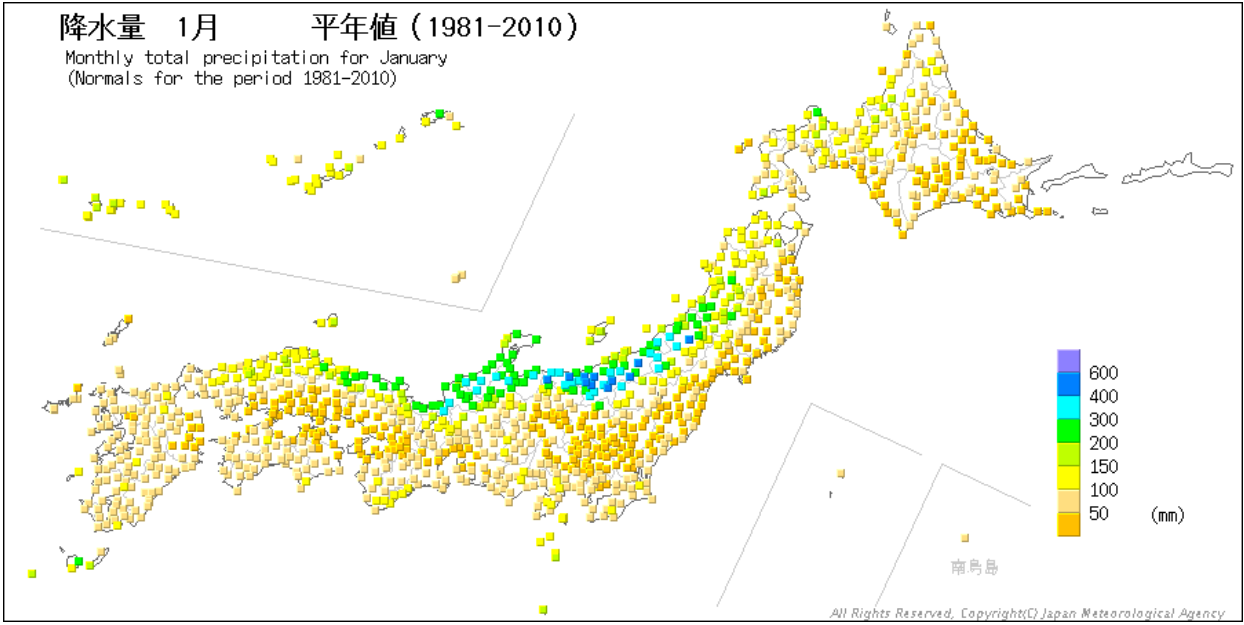 降水量 1月 平年値（1981-2010）
Monthly total precipitation for January
(Normals for the period 1981-2010)
600
400
300
200
150
100
50
(mm)
南鳥島
All Rights Reserved, Copyright(C) Japan Meteorological Agency